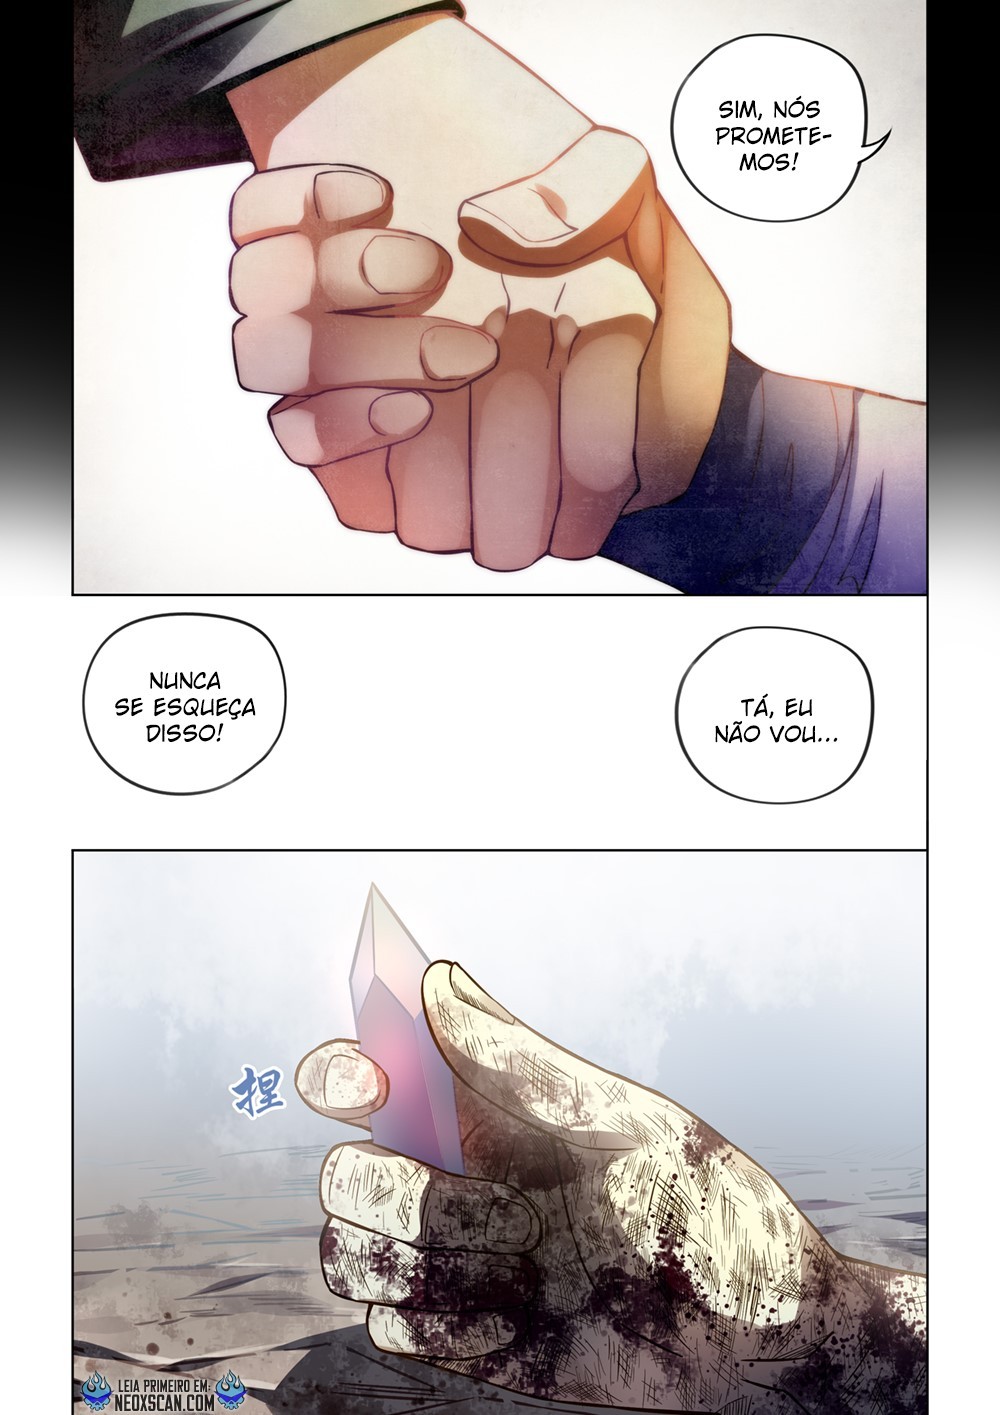 SIM, NÓS
PROMETE-
MOS!
NUNCA
SE ESQUEÇA
DISSO!
TÁ, EU
NÃO VOU...
捏
LEIA PRIMEIRO EM:
NEOXSCAN.COM